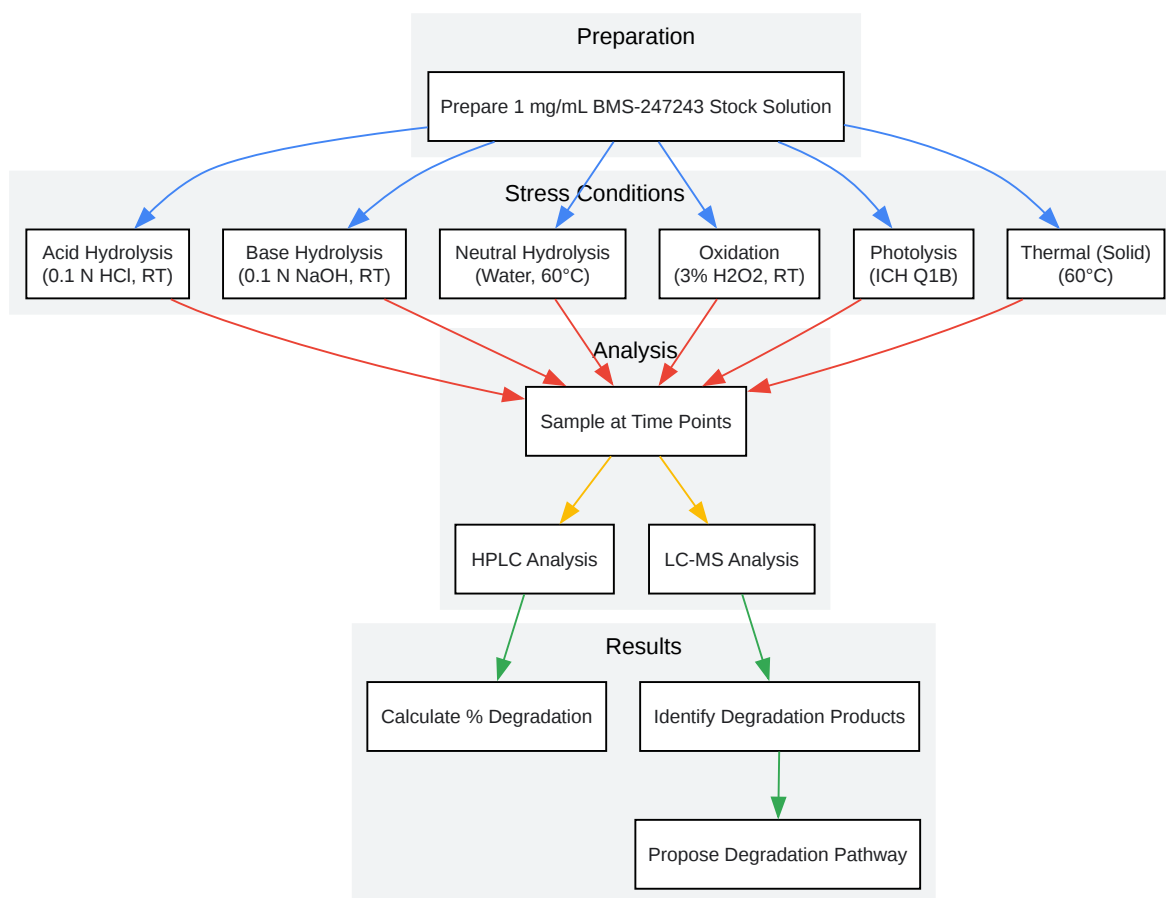 Preparation
Prepare 1 mg/mL BMS-247243 Stock Solution
Stress Conditions
Acid Hydrolysis
(0.1 N HCl, RT)
Base Hydrolysis
(0.1 N NaOH, RT)
Neutral Hydrolysis
(Water, 60°C)
Oxidation
(3% H2O2, RT)
Photolysis
(ICH Q1B)
Thermal (Solid)
(60°C)
Analysis
Sample at Time Points
HPLC Analysis
LC-MS Analysis
Results
Calculate % Degradation
Identify Degradation Products
Propose Degradation Pathway